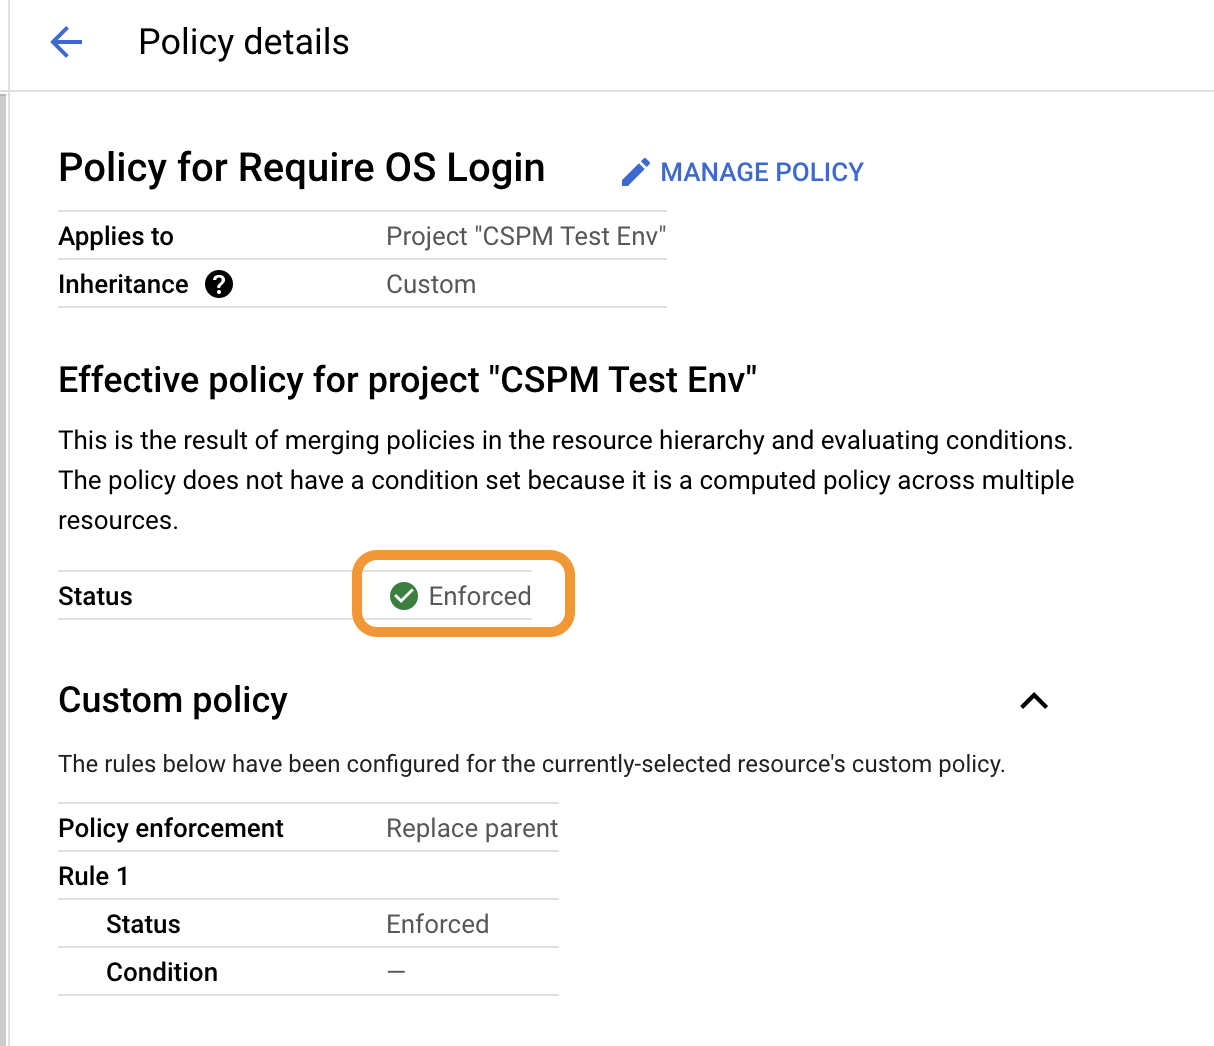 Policy details
Policy for Require OS Login
MANAGE POLICY
Applies to Project "CSPM Test Env"
Inheritance ? Custom
Effective policy for project "CSPM Test Env"
This is the result of merging policies in the resource hierarchy and evaluating conditions.
The policy does not have a condition set because it is a computed policy across multiple
resources.
Status Enforced
Custom policy
The rules below have been configured for the currently-selected resource's custom policy.
Policy enforcement Replace parent
Rule 1
Status Enforced
Condition —